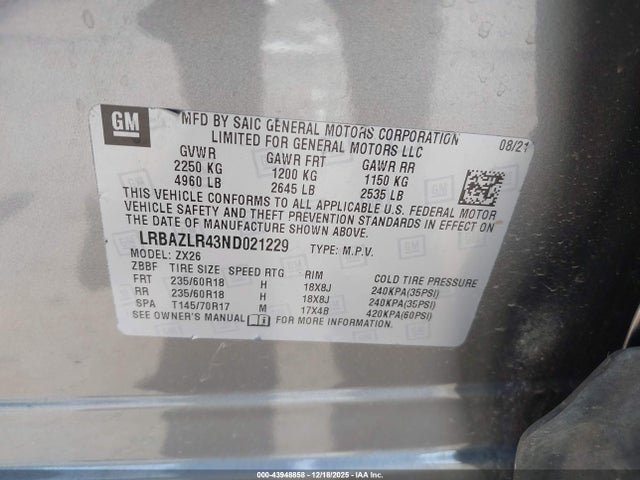 GM
MFD BY SAIC GENERAL MOTORS CORPORATION
LIMITED FOR GENERAL MOTORS LLC
08/21
GVWR GAWR FRT GAWR RR
2250 KG 1200 KG 1150 KG
4960 LB 2645 LB 2535 LB
THIS VEHICLE CONFORMS TO ALL APPLICABLE U.S. FEDERAL MOTOR
VEHICLE SAFETY AND THEFT PREVENTION STANDARDS IN EFFECT ON
THE DATE OF MANUFACTURE SHOWN ABOVE.
LRBAZLR43ND021229 TYPE: M.P.V.
MODEL: ZX26
ZBBF TIRE SIZE SPEED RTG RIM COLD TIRE PRESSURE
FRT 235/60R18 H 18X8J 240KPA(35PSI)
RR 235/60R18 H 18X8J 240KPA(35PSI)
SPA T145/70R17 M 17X4B 420KPA(60PSI)
SEE OWNER'S MANUAL i FOR MORE INFORMATION.
000-43948858 - 12/18/2025 - IAA Inc.